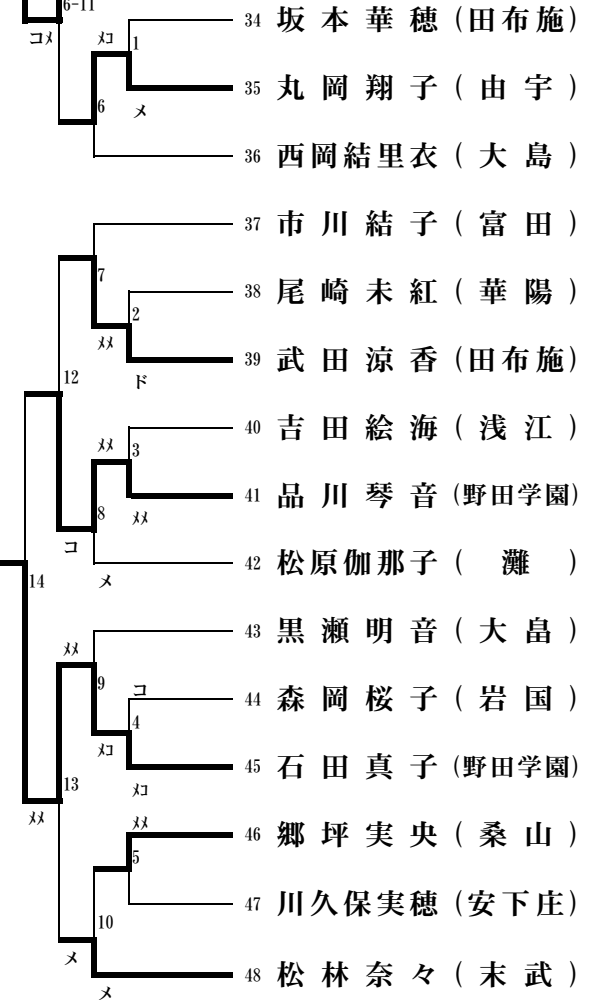 6-11
34 坂本華穂(田布施)
コメ
メコ
1
35 丸岡翔子(由宇)
6
メ
36 西岡結里衣(大島)
37 市川結子(富田)
7
38 尾崎未紅(華陽)
2
メメ
39 武田涼香(田布施)
12
ド
40 吉田絵海(浅江)
メメ
3
41 品川琴音(野田学園)
8
メメ
コ
42 松原伽那子(灘)
14
メ
43 黒瀬明音(大畠)
メメ
9
コ
44 森岡桜子(岩国)
4
メコ
45 石田真子(野田学園)
13
メコ
メメ
メメ
46 郷坪実央(桑山)
5
47 川久保実穂(安下庄)
10
メ
48 松林奈々(末武)
メ